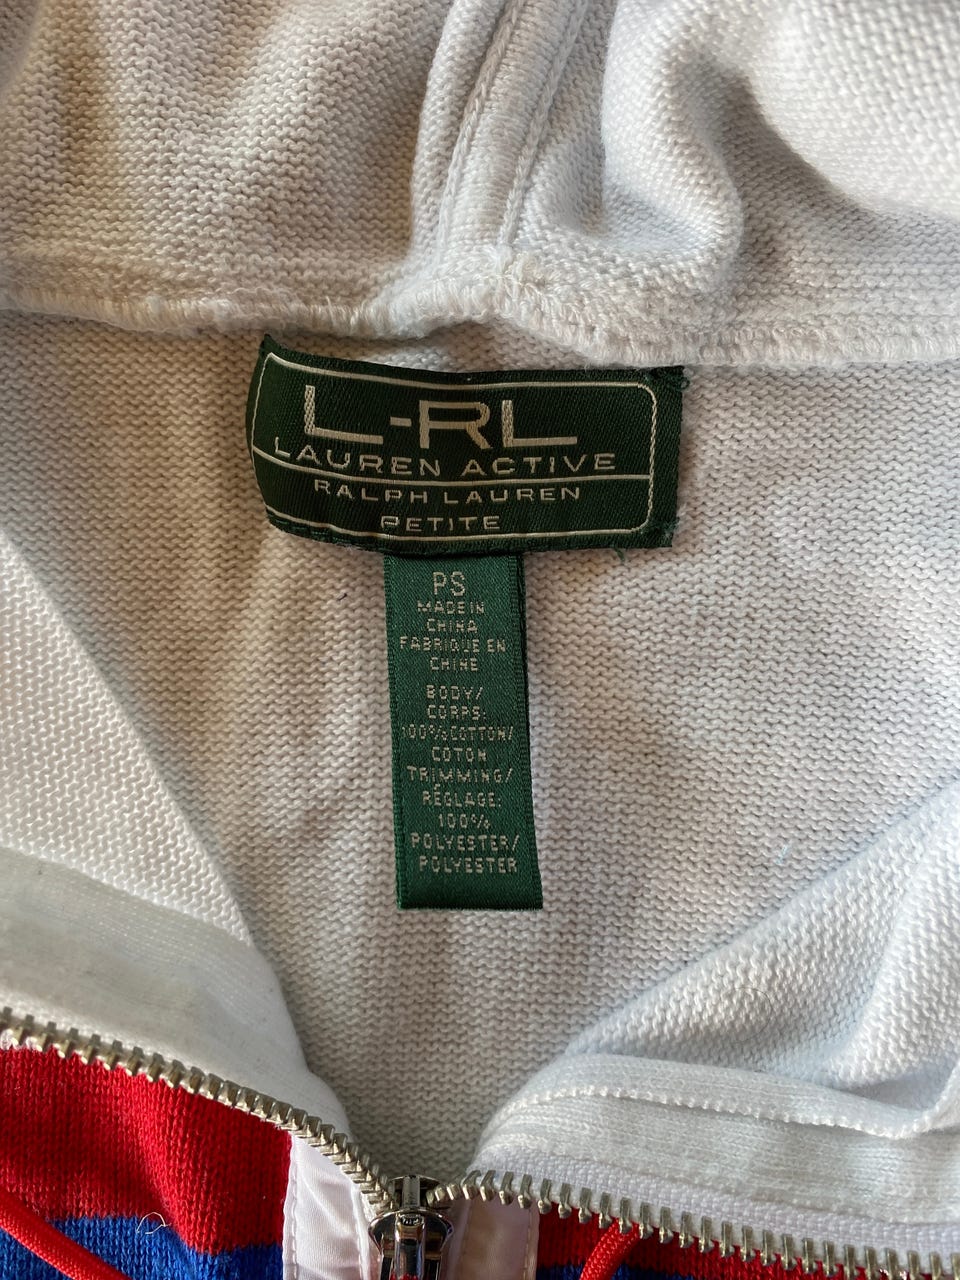 L-RL
LAUREN ACTIVE
RALPH LAUREN
PETITE
PS
MADE IN
CHINA
FABRIQUE EN
CHINE
BODY/
CORPS:
100%COTTON/
COTON
TRIMMING/
RÉGLAGE:
100%
POLYESTER/
POLYESTER